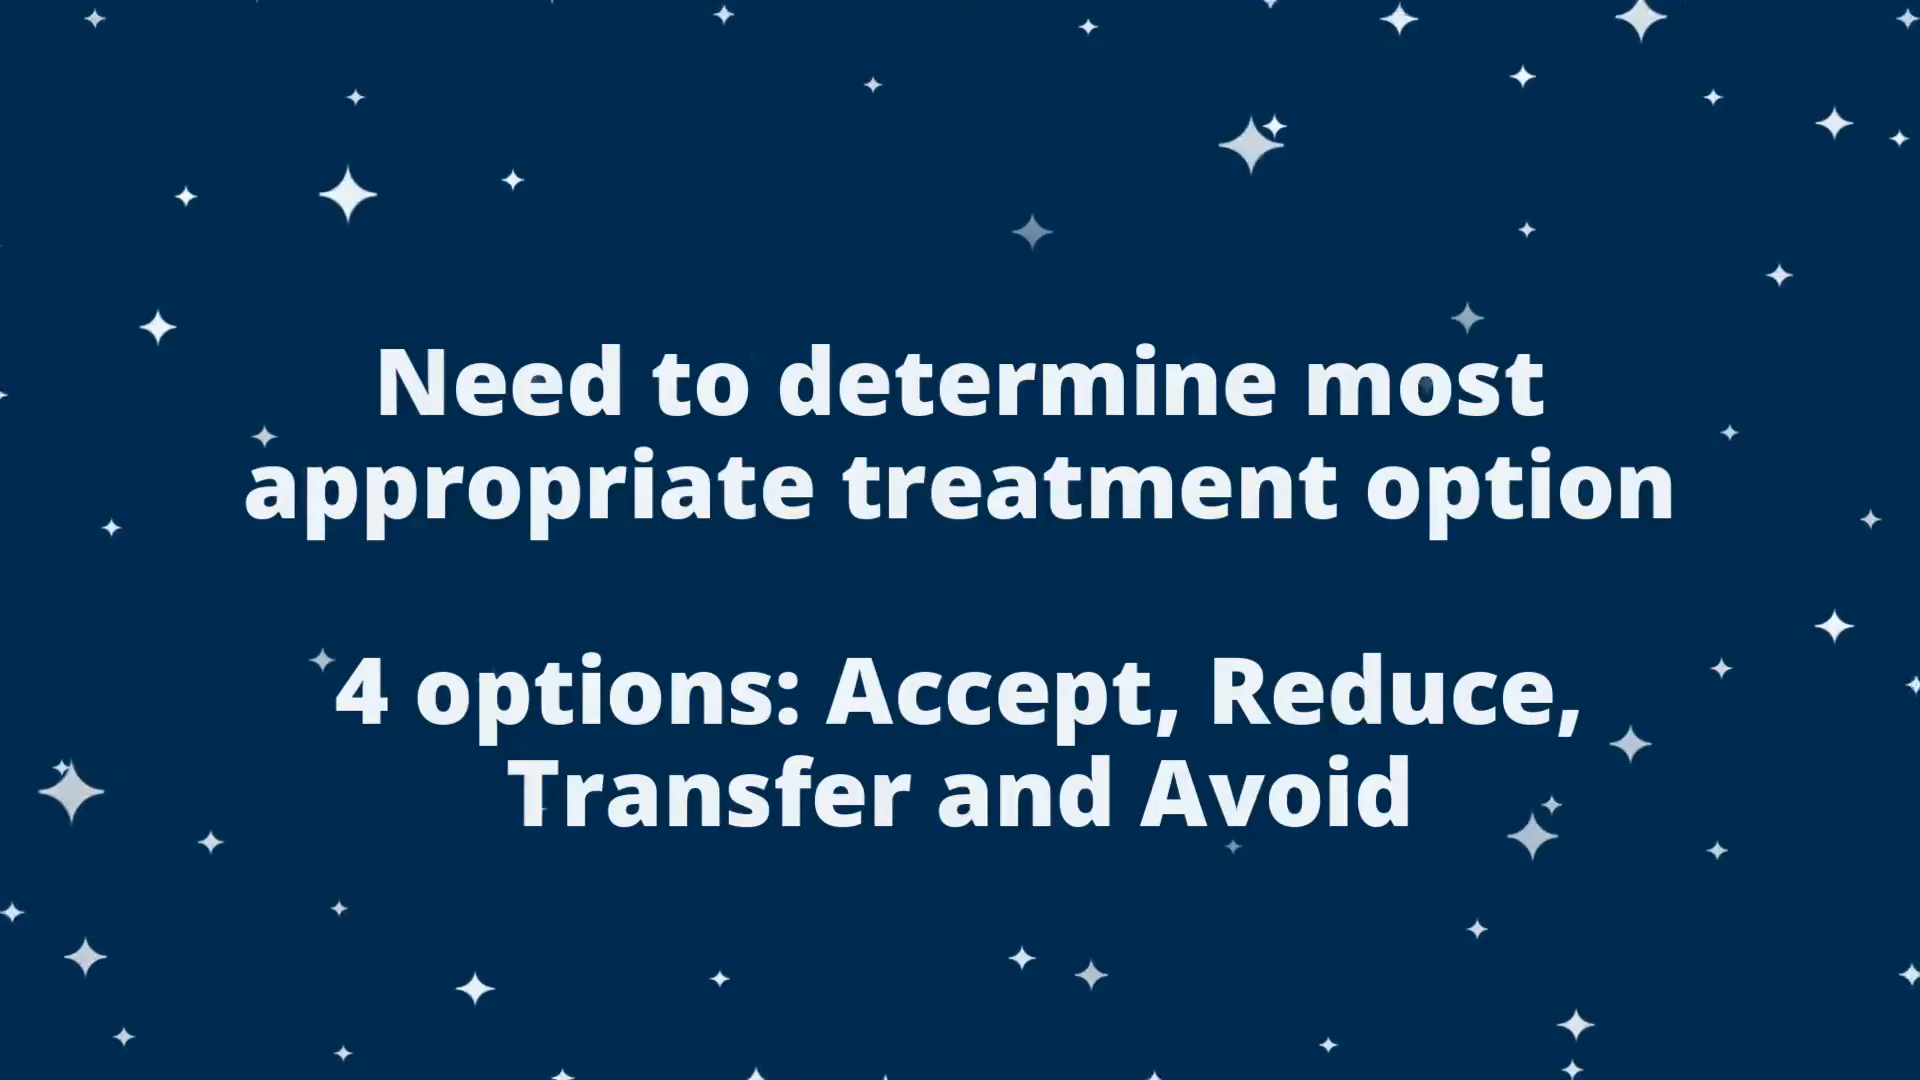 Need to determine most
appropriate treatment option
4 options: Accept, Reduce,
Transfer and Avoid